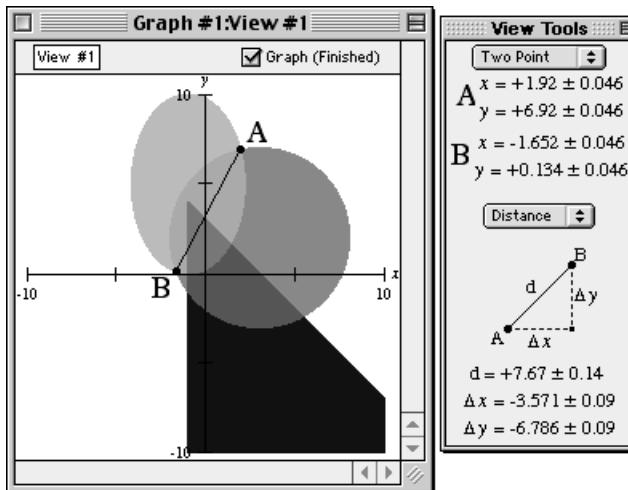 Graph #1:View #1
View #1
Graph (Finished)
y
10
A
B
x
-10
10
-10
View Tools
Two Point
A
x = +1.92 ± 0.046
y = +6.92 ± 0.046
B
x = -1.652 ± 0.046
y = +0.134 ± 0.046
Distance
B
d
Δy
A
Δx
d = +7.67 ± 0.14
Δx = -3.571 ± 0.09
Δy = -6.786 ± 0.09